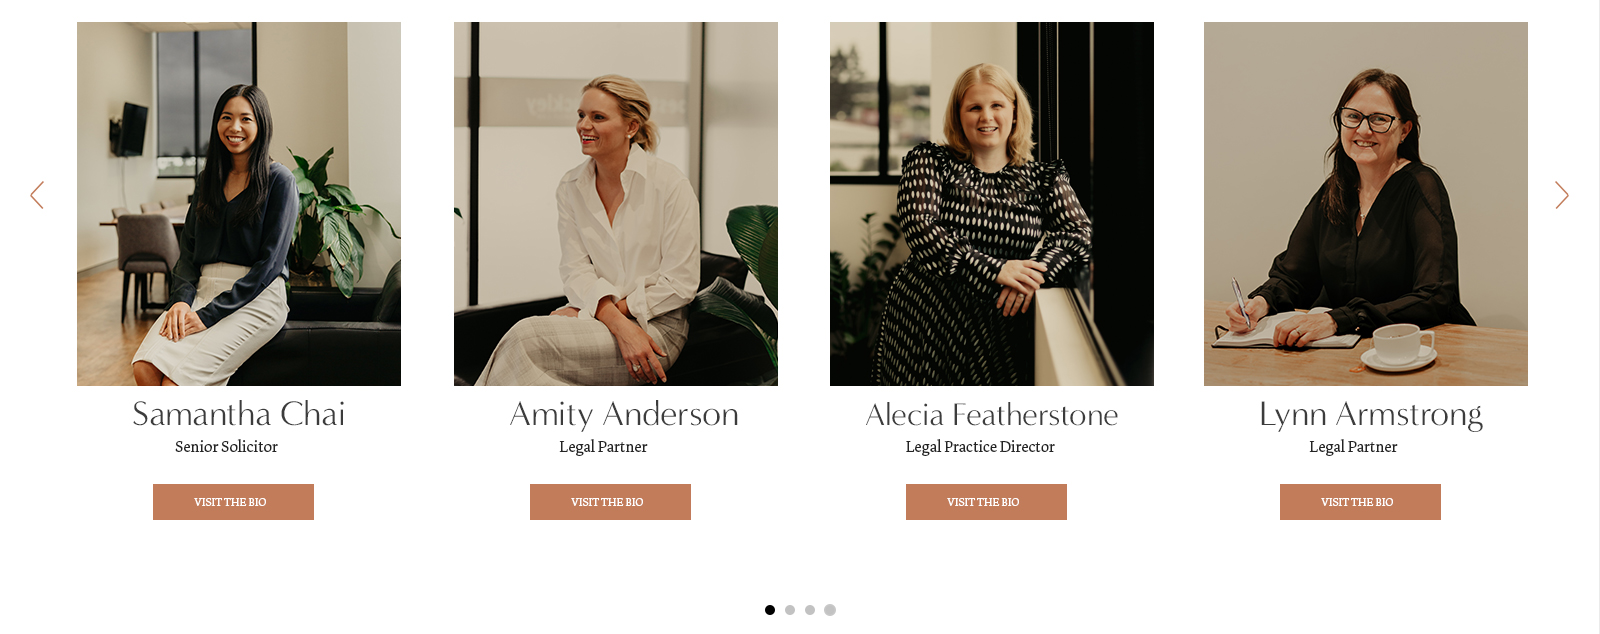 Samantha Chai
Senior Solicitor
VISIT THE BIO
Amity Anderson
Legal Partner
VISIT THE BIO
Alecia Featherstone
Legal Practice Director
VISIT THE BIO
Lynn Armstrong
Legal Partner
VISIT THE BIO